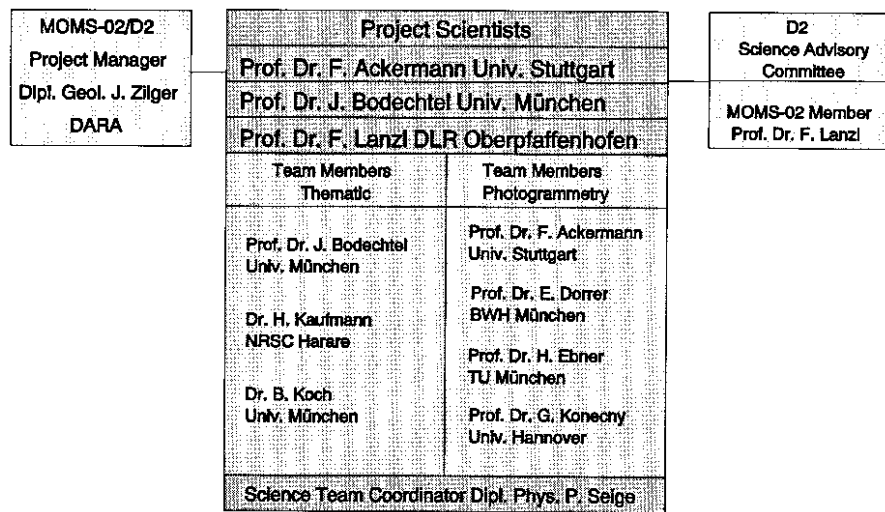 MOMS-02/D2
Project Manager
Dipl. Geol. J. Zilger
DARA
Project Scientists
Prof. Dr. F. Ackermann Univ. Stuttgart
Prof. Dr. J. Bodechtel Univ. München
Prof. Dr. F. Lanzl DLR Oberpfaffenhofen
D2
Science Advisory
Committee
MOMS-02 Member
Prof. Dr. F. Lanzl
Team Members
Thematic
Prof. Dr. J. Bodechtel
Univ. München
Dr. H. Kaufmann
NRSC Harare
Dr. B. Koch
Univ. München
Team Members
Photogrammetry
Prof. Dr. F. Ackermann
Univ. Stuttgart
Prof. Dr. E. Dorrer
BWH München
Prof. Dr. H. Ebner
TU München
Prof. Dr. G. Konecny
Univ. Hannover
Science Team Coordinator Dipl. Phys. P. Seige